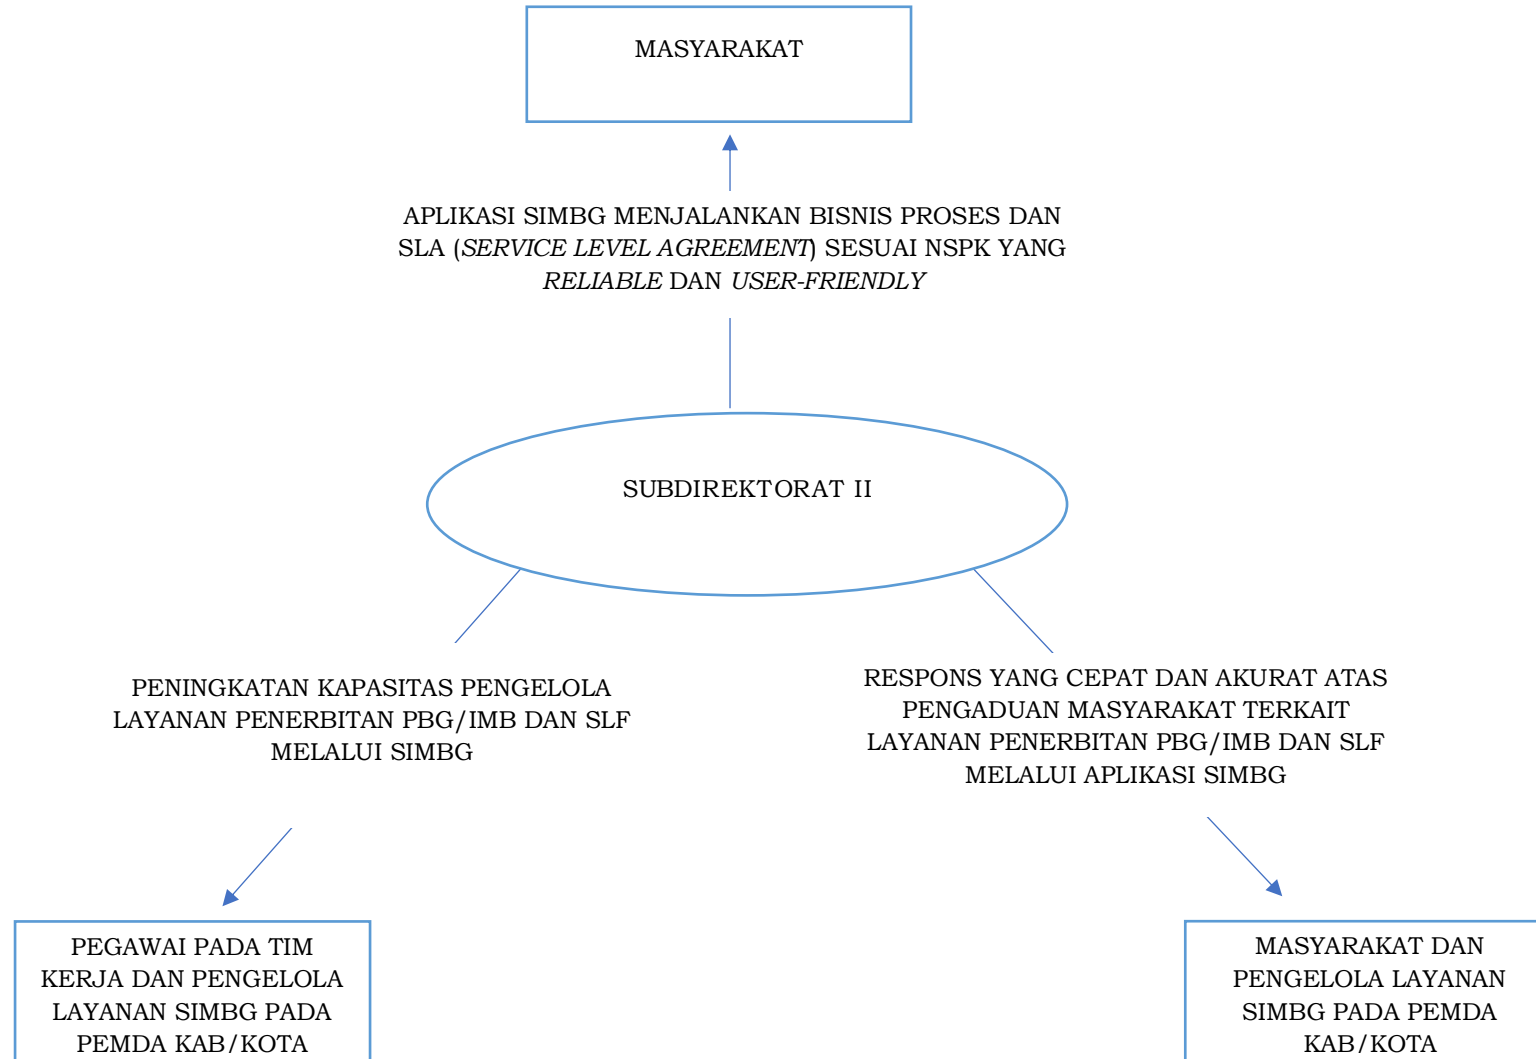 MASYARAKAT
APLIKASI SIMBG MENJALANKAN BISNIS PROSES DAN
SLA (SERVICE LEVEL AGREEMENT) SESUAI NSPK YANG
RELIABLE DAN USER-FRIENDLY
SUBDIREKTORAT II
PENINGKATAN KAPASITAS PENGELOLA
LAYANAN PENERBITAN PBG/IMB DAN SLF
MELALUI SIMBG
RESPONS YANG CEPAT DAN AKURAT ATAS
PENGADUAN MASYARAKAT TERKAIT
LAYANAN PENERBITAN PBG/IMB DAN SLF
MELALUI APLIKASI SIMBG
PEGAWAI PADA TIM
KERJA DAN PENGELOLA
LAYANAN SIMBG PADA
PEMDA KAB/KOTA
MASYARAKAT DAN
PENGELOLA LAYANAN
SIMBG PADA PEMDA
KAB/KOTA